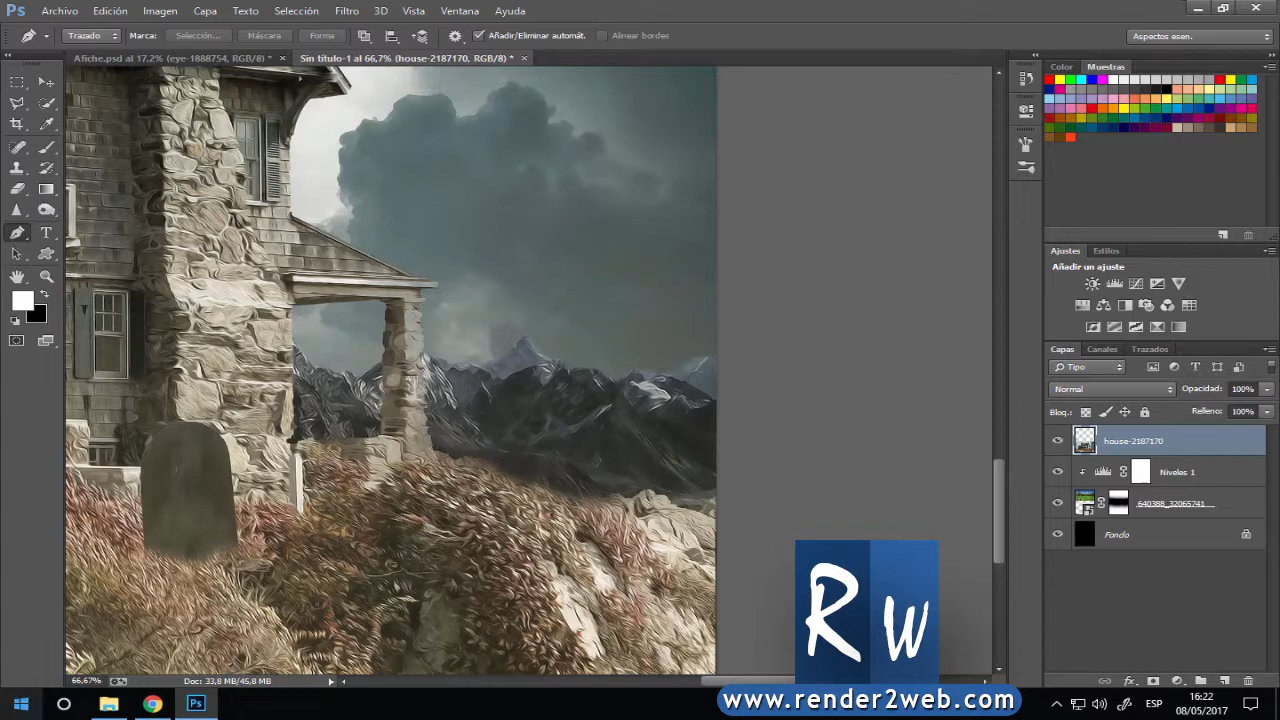 Ps Archivo Edición Imagen Capa Texto Selección Filtro 3D Vista Ventana Ayuda
Trazado Marca: Selección... Máscara Forma Añadir/Eliminar automát. Alinear bordes Aspectos esen.
Afiche.psd al 17,2% (eye-1888754, RGB/8) * × Sin título-1 al 66,7% (house-2187170, RGB/8) * ×
Color Muestras
Ajustes Estilos
Añadir un ajuste
Capas Canales Trazados
Tipo
Normal Opacidad: 100%
Bloq.: Relleno: 100%
house-2187170
Niveles 1
640388_32065741
Fondo
Rw
66,67% Doc: 33,8 MB/45,8 MB
www.render2web.com
Ps ESP 16:22
08/05/2017